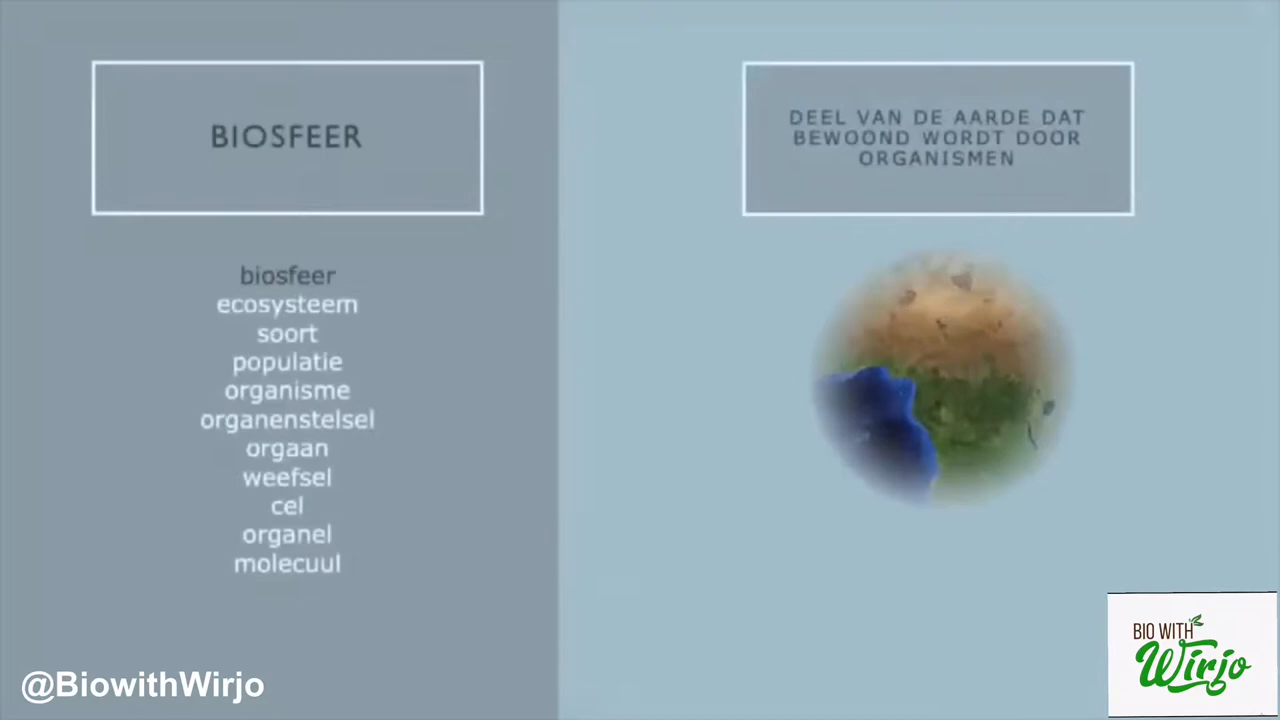 BIOSFEER
biosfeer
ecosysteem
soort
populatie
organisme
organenstelsel
orgaan
weefsel
cel
organel
molecuul
DEEL VAN DE AARDE DAT
BEWOOND WORDT DOOR
ORGANISMEN
@BiowithWirjo
BIO WITH
Wirjo